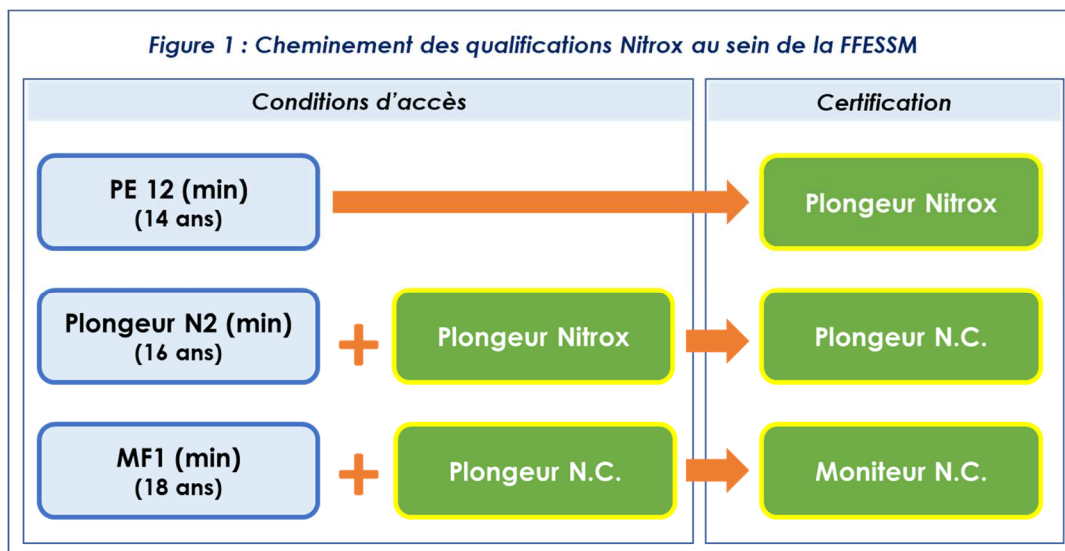 Figure 1 : Cheminement des qualifications Nitrox au sein de la FFESSM
Conditions d'accès
Certification
PE 12 (min)
(14 ans)
Plongeur Nitrox
Plongeur N2 (min)
(16 ans)
+
Plongeur Nitrox
Plongeur N.C.
MF1 (min)
(18 ans)
+
Plongeur N.C.
Moniteur N.C.